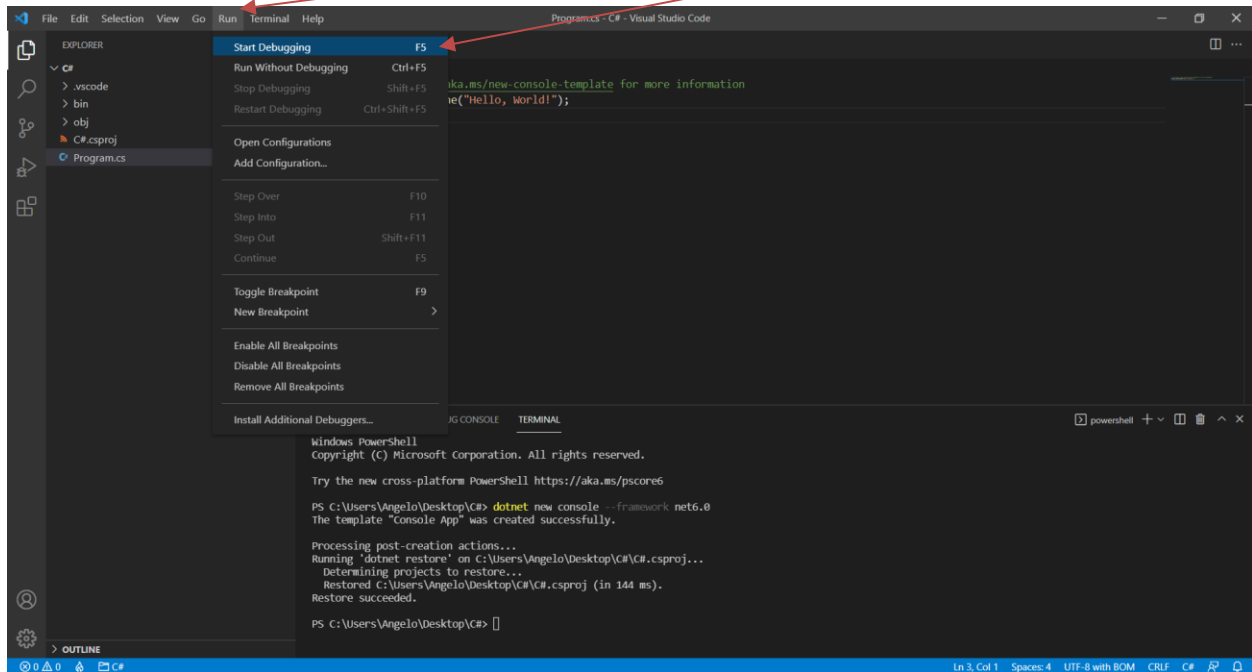 File Edit Selection View Go Run Terminal Help
Program.cs - C# - Visual Studio Code
EXPLORER
C#
.vscode
bin
obj
C#.csproj
Program.cs
Start Debugging F5
Run Without Debugging Ctrl+F5
Stop Debugging Shift+F5
Restart Debugging Ctrl+Shift+F5
Open Configurations
Add Configuration...
Step Over F10
Step Into F11
Step Out Shift+F11
Continue F5
Toggle Breakpoint F9
New Breakpoint
Enable All Breakpoints
Disable All Breakpoints
Remove All Breakpoints
Install Additional Debuggers...
aka.ms/new-console-template for more information
ne("Hello, World!");
UG CONSOLE TERMINAL
powershell
Windows PowerShell
Copyright (C) Microsoft Corporation. All rights reserved.
Try the new cross-platform PowerShell https://aka.ms/pscore6
PS C:\Users\Angelo\Desktop\C#> dotnet new console --framework net6.0
The template "Console App" was created successfully.
Processing post-creation actions...
Running 'dotnet restore' on C:\Users\Angelo\Desktop\C#\C#.csproj...
Determining projects to restore...
Restored C:\Users\Angelo\Desktop\C#\C#.csproj (in 144 ms).
Restore succeeded.
PS C:\Users\Angelo\Desktop\C#>
OUTLINE
0 0 C#
Ln 3, Col 1 Spaces: 4 UTF-8 with BOM CRLF C#